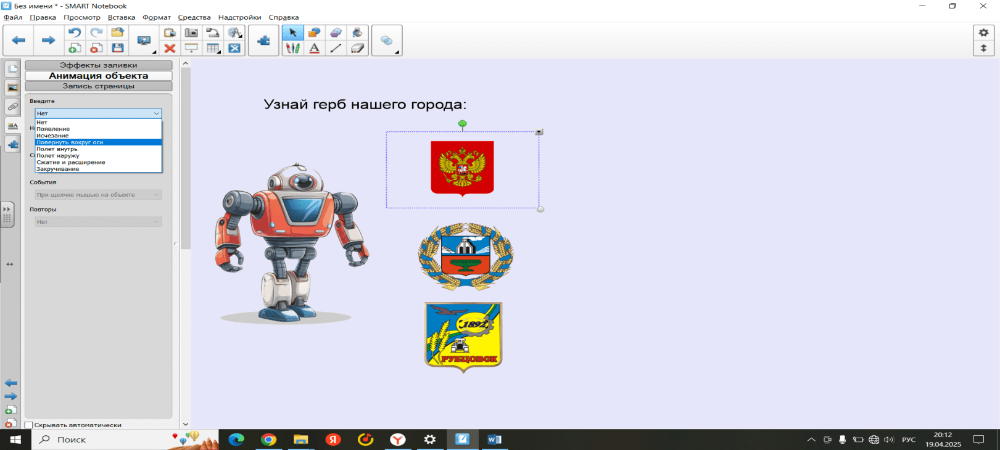 Без имени * - SMART Notebook
Файл Правка Просмотр Вставка Формат Средства Надстройки Справка
Эффекты заливки
Анимация объекта
Запись страницы
Введите
Нет
Нет
Появление
Исчезание
Повернуть вокруг оси
Полет внутрь
Полет наружу
Сжатие и расширение
Закручивание
События
При щелчке мышью на объекте
Повторы
Нет
Скрывать автоматически
Узнай герб нашего города:
1892
РУБЦОВСК
Поиск
РУС
20:12
19.04.2025